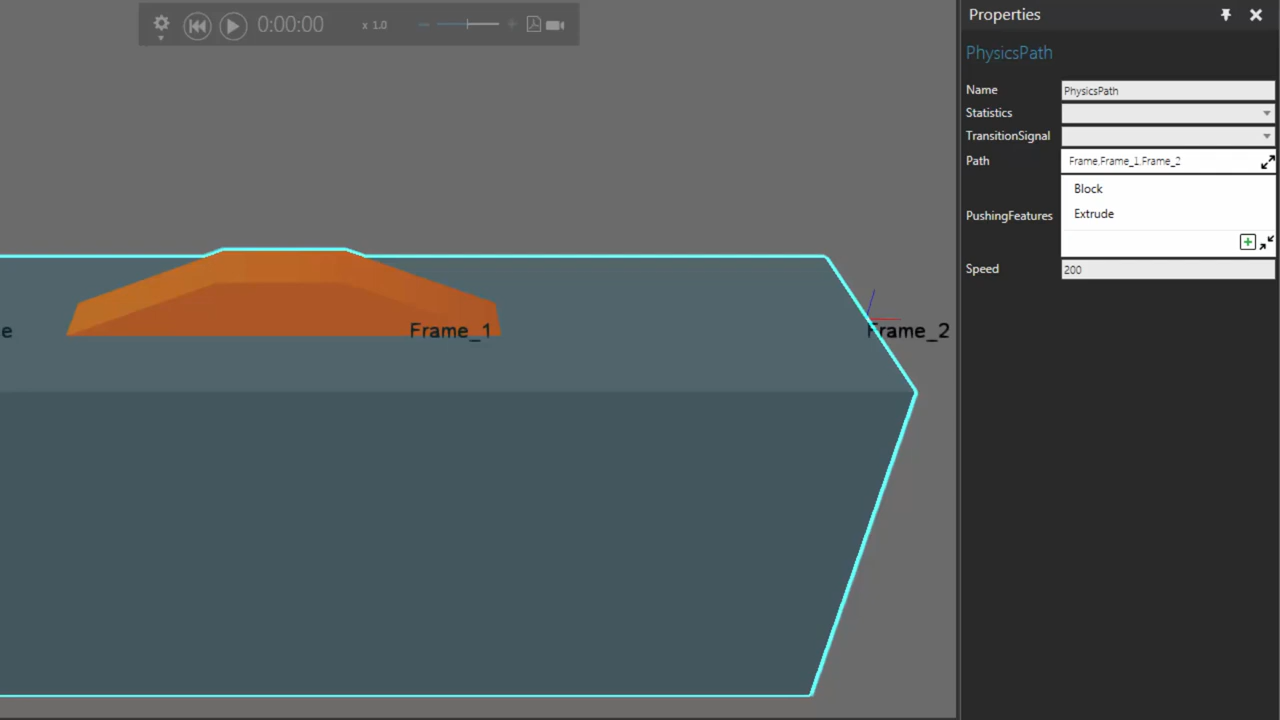 0:00:00
x 1.0
e
Frame_1
Frame_2
Properties
PhysicsPath
Name
PhysicsPath
Statistics
TransitionSignal
Path
Frame.Frame_1.Frame_2
PushingFeatures
Block
Extrude
Speed
200